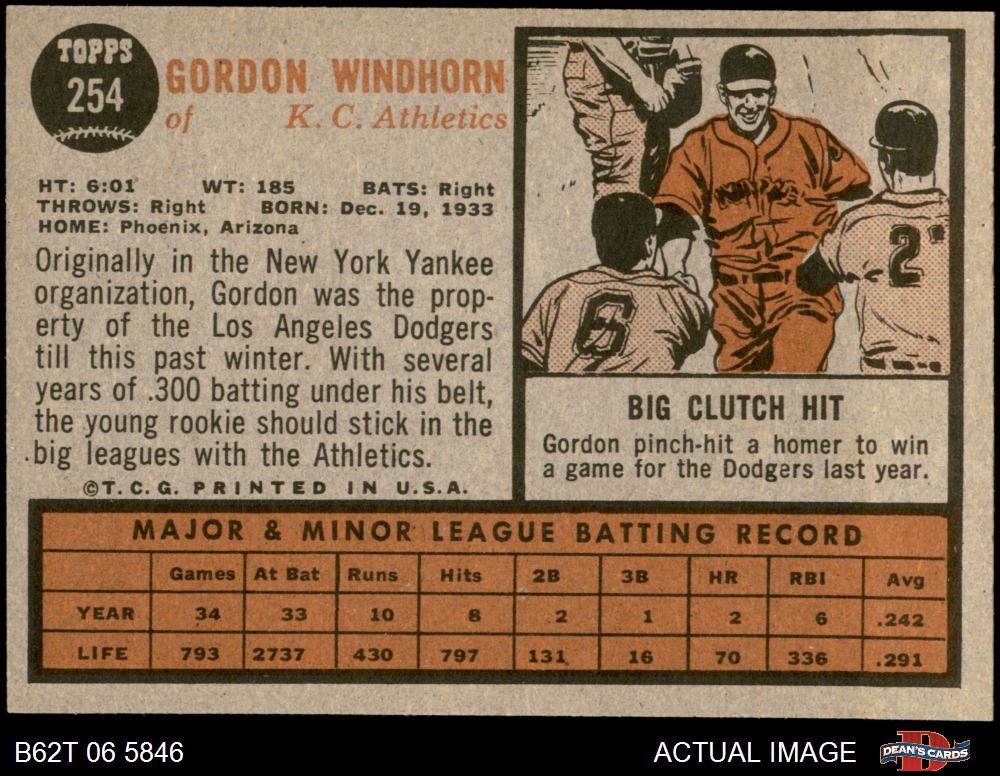 TOPPS
254
GORDON WINDHORN
of K. C. Athletics
HT: 6:01 WT: 185 BATS: Right
THROWS: Right BORN: Dec. 19, 1933
HOME: Phoenix, Arizona
Originally in the New York Yankee
organization, Gordon was the prop-
erty of the Los Angeles Dodgers
till this past winter. With several
years of .300 batting under his belt,
the young rookie should stick in the
big leagues with the Athletics.
©T. C. G. PRINTED IN U.S.A.
6
2
BIG CLUTCH HIT
Gordon pinch-hit a homer to win
a game for the Dodgers last year.
MAJOR & MINOR LEAGUE BATTING RECORD
Games At Bat Runs Hits 2B 3B HR RBI Avg
YEAR 34 33 10 8 2 1 2 6 .242
LIFE 793 2737 430 797 131 16 70 336 .291
B62T 06 5846
ACTUAL IMAGE
DEAN'S CARDS